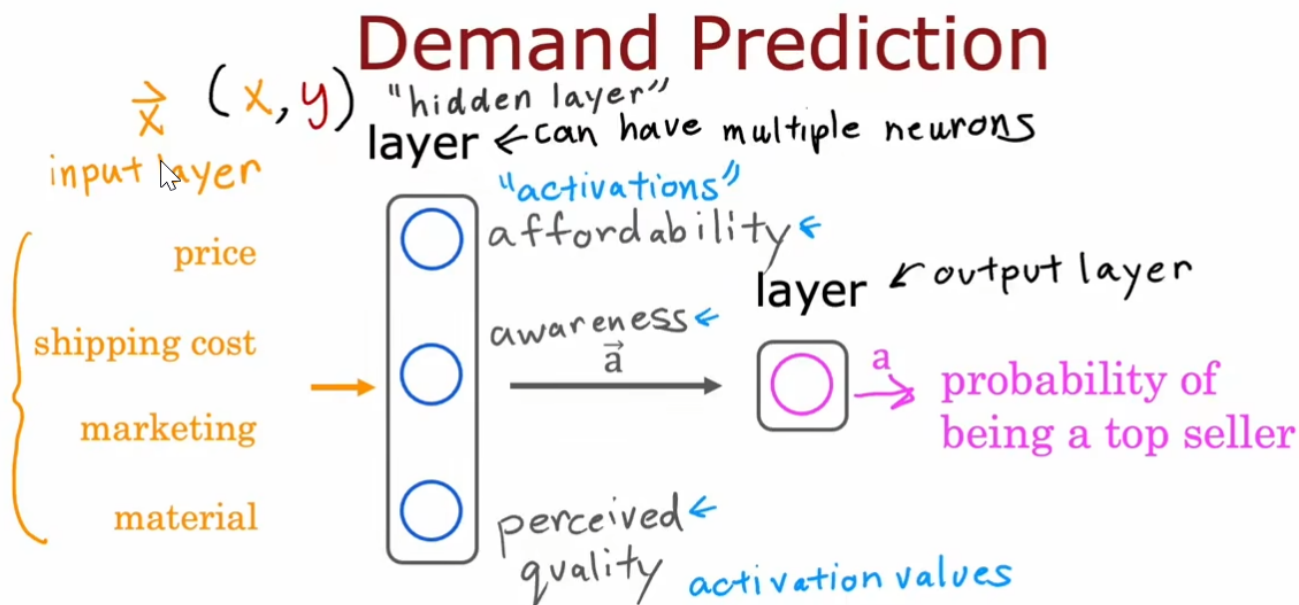 Demand Prediction
x⃗ (x, y) "hidden layer"
layer ← can have multiple neurons
input layer
"activations"
price
affordability ←
layer ← output layer
shipping cost
awareness ←
a⃗
a
probability of
being a top seller
marketing
material
perceived ←
quality
activation values